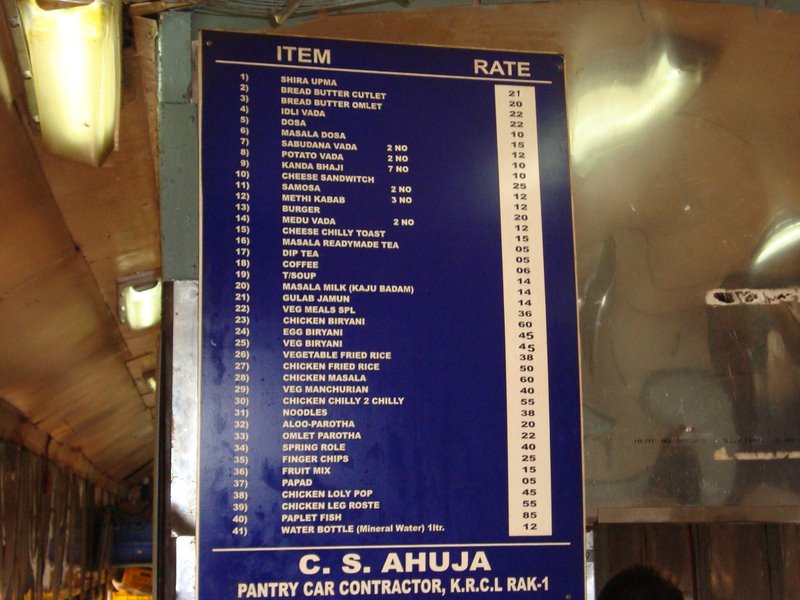 ITEM RATE
1) SHIRA UPMA 21
2) BREAD BUTTER CUTLET 20
3) BREAD BUTTER OMLET 22
4) IDLI VADA 22
5) DOSA 10
6) MASALA DOSA 15
7) SABUDANA VADA 2 NO 12
8) POTATO VADA 2 NO 10
9) KANDA BHAJI 7 NO 10
10) CHEESE SANDWITCH 25
11) SAMOSA 2 NO 12
12) METHI KABAB 3 NO 12
13) BURGER 20
14) MEDU VADA 2 NO 12
15) CHEESE CHILLY TOAST 15
16) MASALA READYMADE TEA 05
17) DIP TEA 05
18) COFFEE 06
19) T/SOUP 14
20) MASALA MILK (KAJU BADAM) 14
21) GULAB JAMUN 14
22) VEG MEALS SPL 36
23) CHICKEN BIRYANI 60
24) EGG BIRYANI 45
25) VEG BIRYANI 45
26) VEGETABLE FRIED RICE 38
27) CHICKEN FRIED RICE 50
28) CHICKEN MASALA 60
29) VEG MANCHURIAN 40
30) CHICKEN CHILLY 2 CHILLY 55
31) NOODLES 38
32) ALOO-PAROTHA 20
33) OMLET PAROTHA 22
34) SPRING ROLE 40
35) FINGER CHIPS 25
36) FRUIT MIX 15
37) PAPAD 05
38) CHICKEN LOLY POP 45
39) CHICKEN LEG ROSTE 55
40) PAPLET FISH 85
41) WATER BOTTLE (Mineral Water) 1ltr. 12
C. S. AHUJA
PANTRY CAR CONTRACTOR, K.R.C.L RAK-1